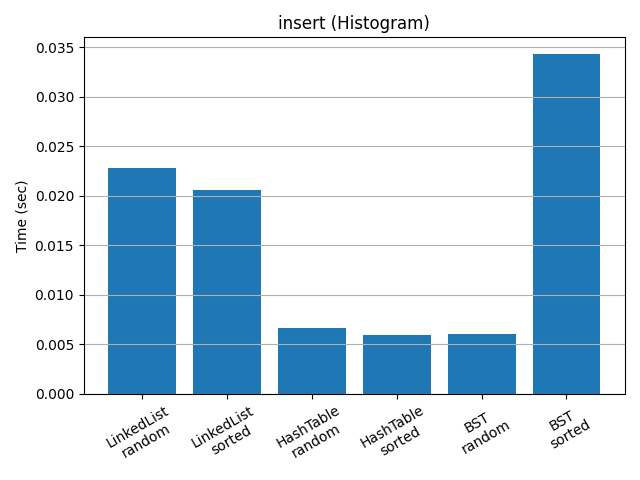 insert (Histogram)
Time (sec)
0.035
0.030
0.025
0.020
0.015
0.010
0.005
0.000
LinkedList
random
LinkedList
sorted
HashTable
random
HashTable
sorted
BST
random
BST
sorted